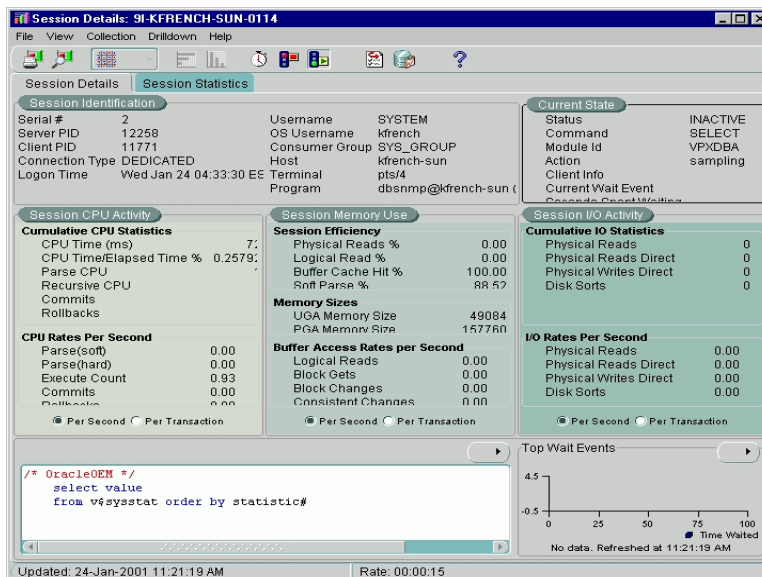 Session Details: 9I-KFRENCH-SUN-0114
File View Collection Drilldown Help
Session Details Session Statistics
Session Identification
Serial # 2
Server PID 12258
Client PID 11771
Connection Type DEDICATED
Logon Time Wed Jan 24 04:33:30 ES
Username SYSTEM
OS Username kfrench
Consumer Group SYS_GROUP
Host kfrench-sun
Terminal pts/4
Program dbsnmp@kfrench-sun (
Current State
Status INACTIVE
Command SELECT
Module Id VPXDBA
Action sampling
Client Info
Current Wait Event
Seconds Spent Waiting
Session CPU Activity
Cumulative CPU Statistics
CPU Time (ms)
CPU Time/Elapsed Time % 0.2579
Parse CPU
Recursive CPU
Commits
Rollbacks
CPU Rates Per Second
Parse(soft) 0.00
Parse(hard) 0.00
Execute Count 0.93
Commits 0.00
Rollbacks 0.00
Per Second Per Transaction
Session Memory Use
Session Efficiency
Physical Reads % 0.00
Logical Read % 0.00
Buffer Cache Hit % 100.00
Soft Parse % 88.52
Memory Sizes
UGA Memory Size 49084
PGA Memory Size 157760
Buffer Access Rates per Second
Logical Reads 0.00
Block Gets 0.00
Block Changes 0.00
Consistent Changes 0.00
Per Second Per Transaction
Session I/O Activity
Cumulative IO Statistics
Physical Reads 0
Physical Reads Direct 0
Physical Writes Direct 0
Disk Sorts 0
I/O Rates Per Second
Physical Reads 0.00
Physical Reads Direct 0.00
Physical Writes Direct 0.00
Disk Sorts 0.00
Per Second Per Transaction
/* OracleOEM */
select value
from v$sysstat order by statistic#
Top Wait Events
4.5
-0.5
0 25 50 75 100
Time Waited
No data. Refreshed at 11:21:19 AM
Updated: 24-Jan-2001 11:21:19 AM Rate: 00:00:15